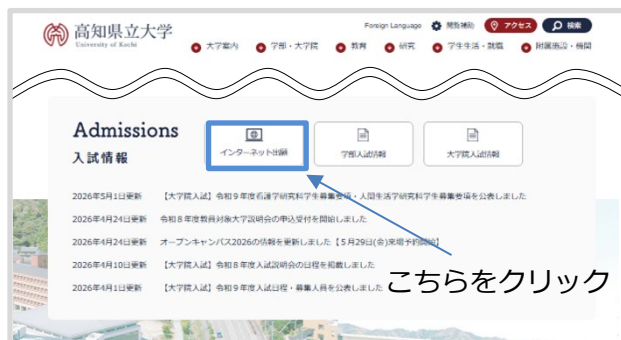 高知県立大学
University of Kochi
Foreign Language 閲覧補助 アクセス 検索
大学案内 学部・大学院 教育 研究 学生生活・就職 附属施設・機関
Admissions
入試情報
インターネット出願 学部入試情報 大学院入試情報
2026年5月1日更新 【大学院入試】令和9年度看護学研究科学生募集要項・人間生活学研究科学生募集要項を公表しました
2026年4月24日更新 令和8年度教員対象大学説明会の申込受付を開始しました
2026年4月24日更新 オープンキャンパス2026の情報を更新しました【5月29日(金)来場予約開始】
2026年4月10日更新 【大学院入試】令和8年度入試説明会の日程を掲載しました
2026年4月1日更新 【大学院入試】令和9年度入試日程・募集人員を公表しました
こちらをクリック